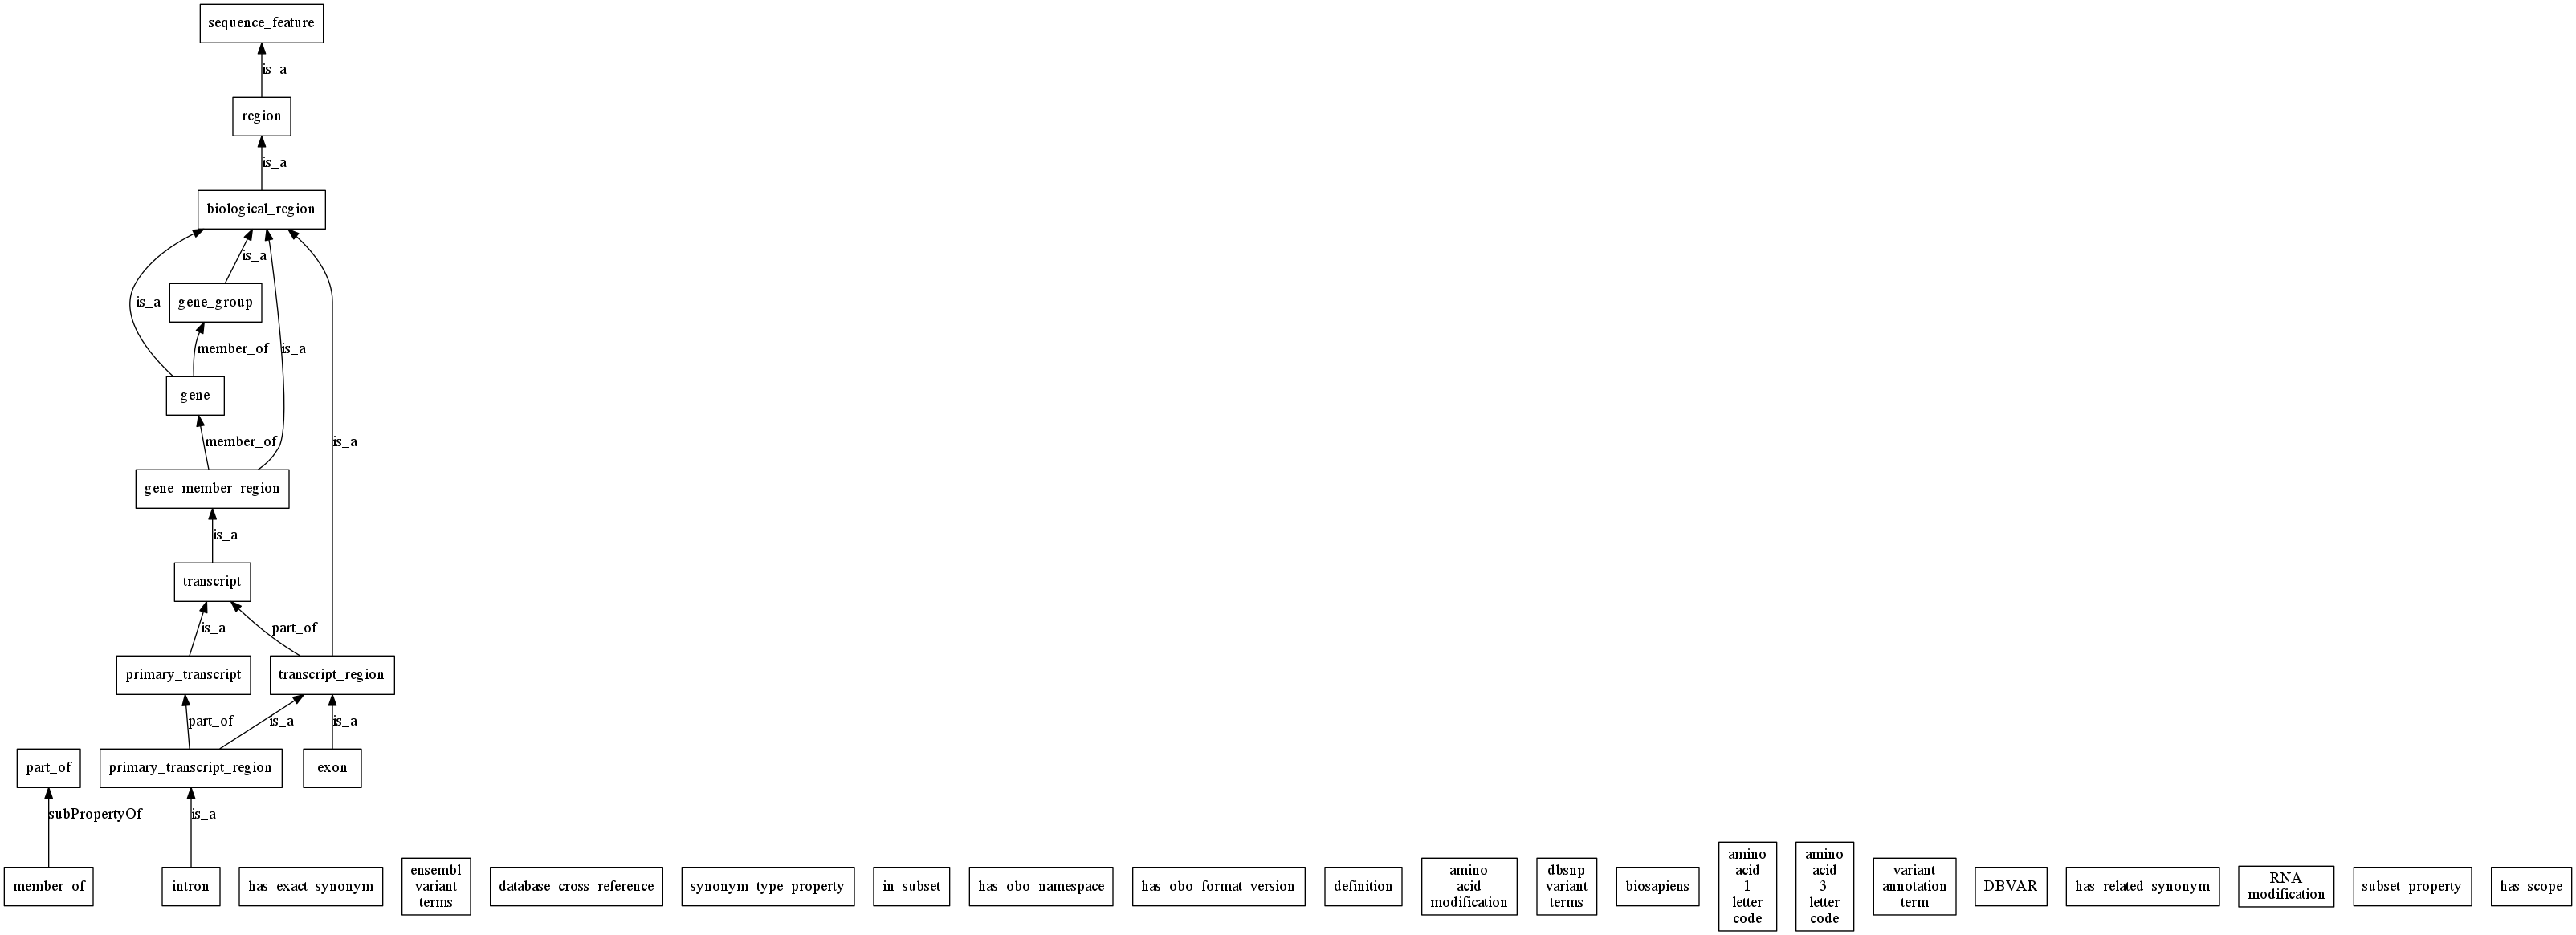 sequence_feature
is_a
region
is_a
biological_region
is_a
is_a
gene_group
member_of
is_a
gene
member_of
is_a
gene_member_region
is_a
transcript
is_a
part_of
primary_transcript
transcript_region
part_of
is_a
is_a
part_of
primary_transcript_region
exon
subPropertyOf
is_a
member_of
intron
has_exact_synonym
ensembl
variant
terms
database_cross_reference
synonym_type_property
in_subset
has_obo_namespace
has_obo_format_version
definition
amino
acid
modification
dbsnp
variant
terms
biosapiens
amino
acid
1
letter
code
amino
acid
3
letter
code
variant
annotation
term
DBVAR
has_related_synonym
RNA
modification
subset_property
has_scope